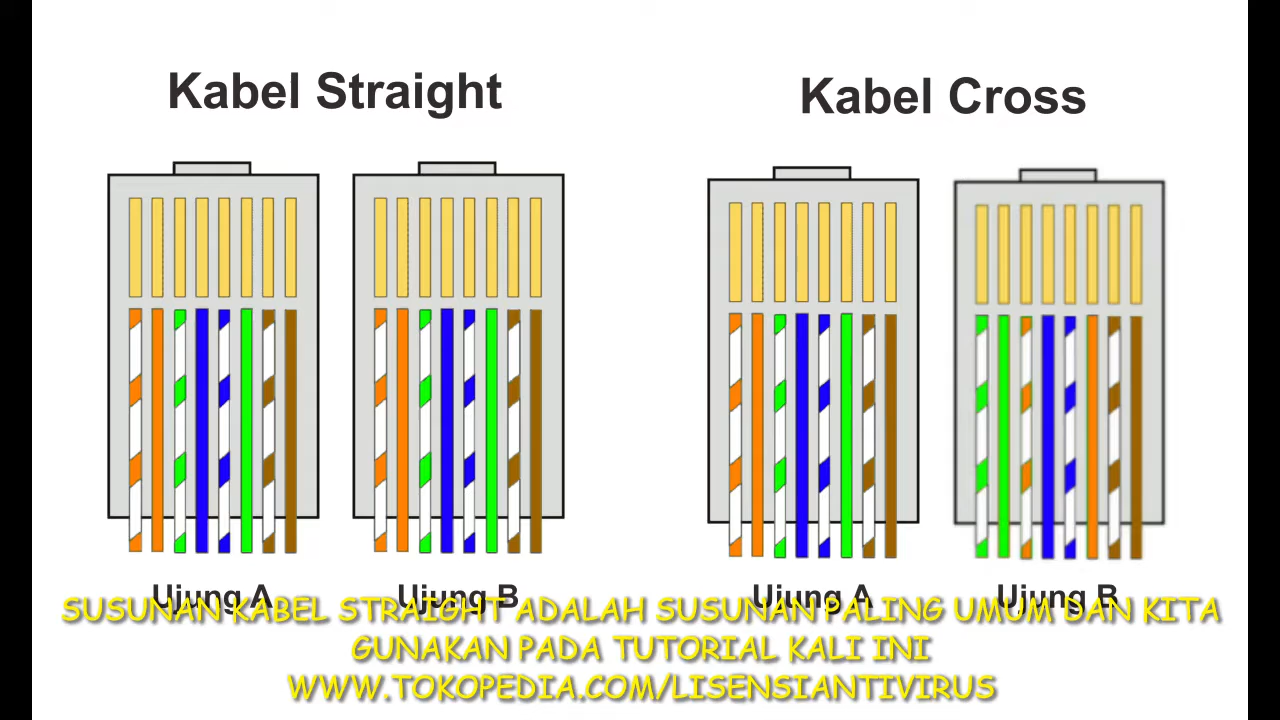 Kabel Straight
Kabel Cross
Ujung A
Ujung B
Ujung A
Ujung B
SUSUNAN KABEL STRAIGHT ADALAH SUSUNAN PALING UMUM DAN KITA
GUNAKAN PADA TUTORIAL KALI INI
WWW.TOKOPEDIA.COM/LISENSIANTIVIRUS